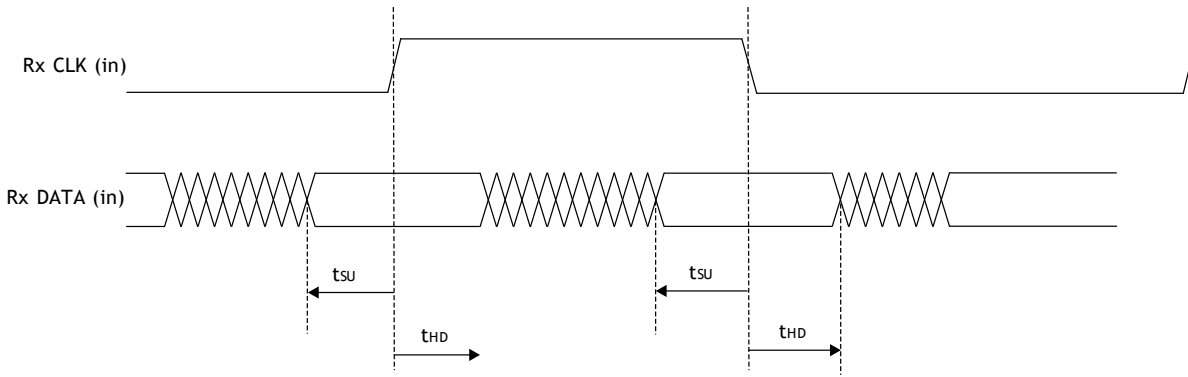 Rx CLK (in)
Rx DATA (in)
tSU
tSU
tHD
tHD